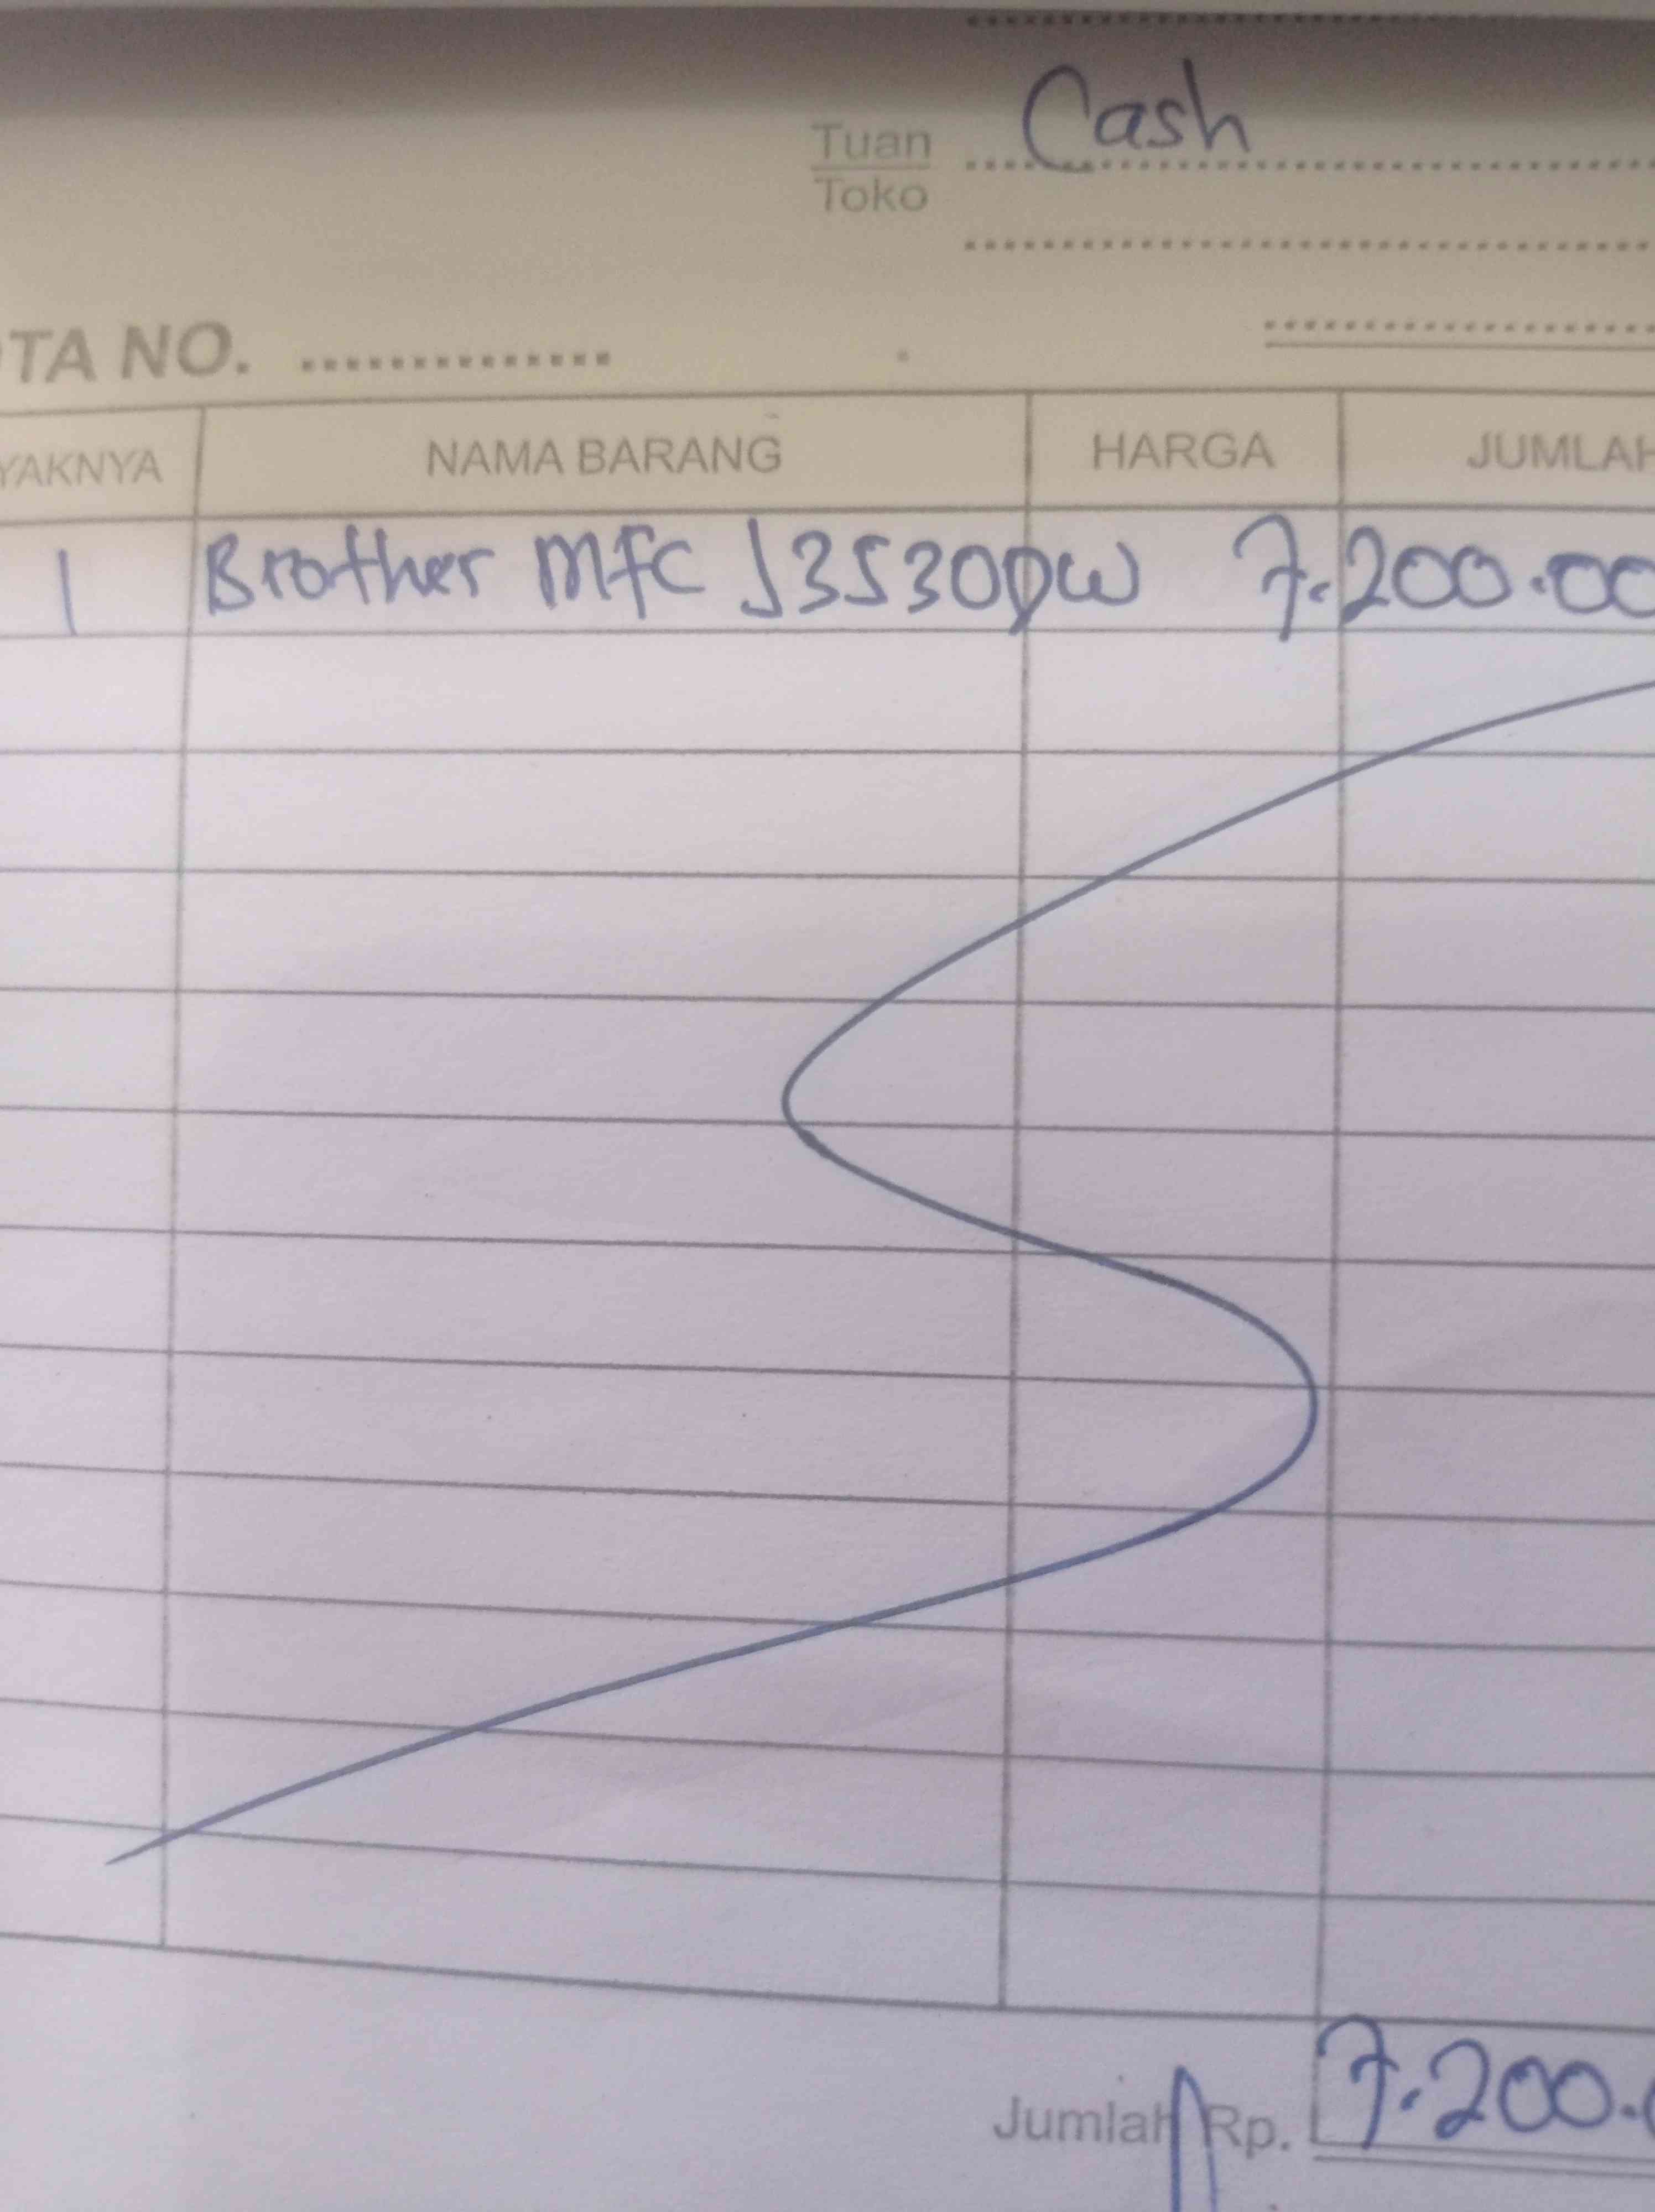 Cash
Tuan
Toko
OTA NO.
YAKNYA NAMA BARANG HARGA JUMLAH
1 Brother MFC J3530DW 7.200.00
Jumlah Rp. 7.200.